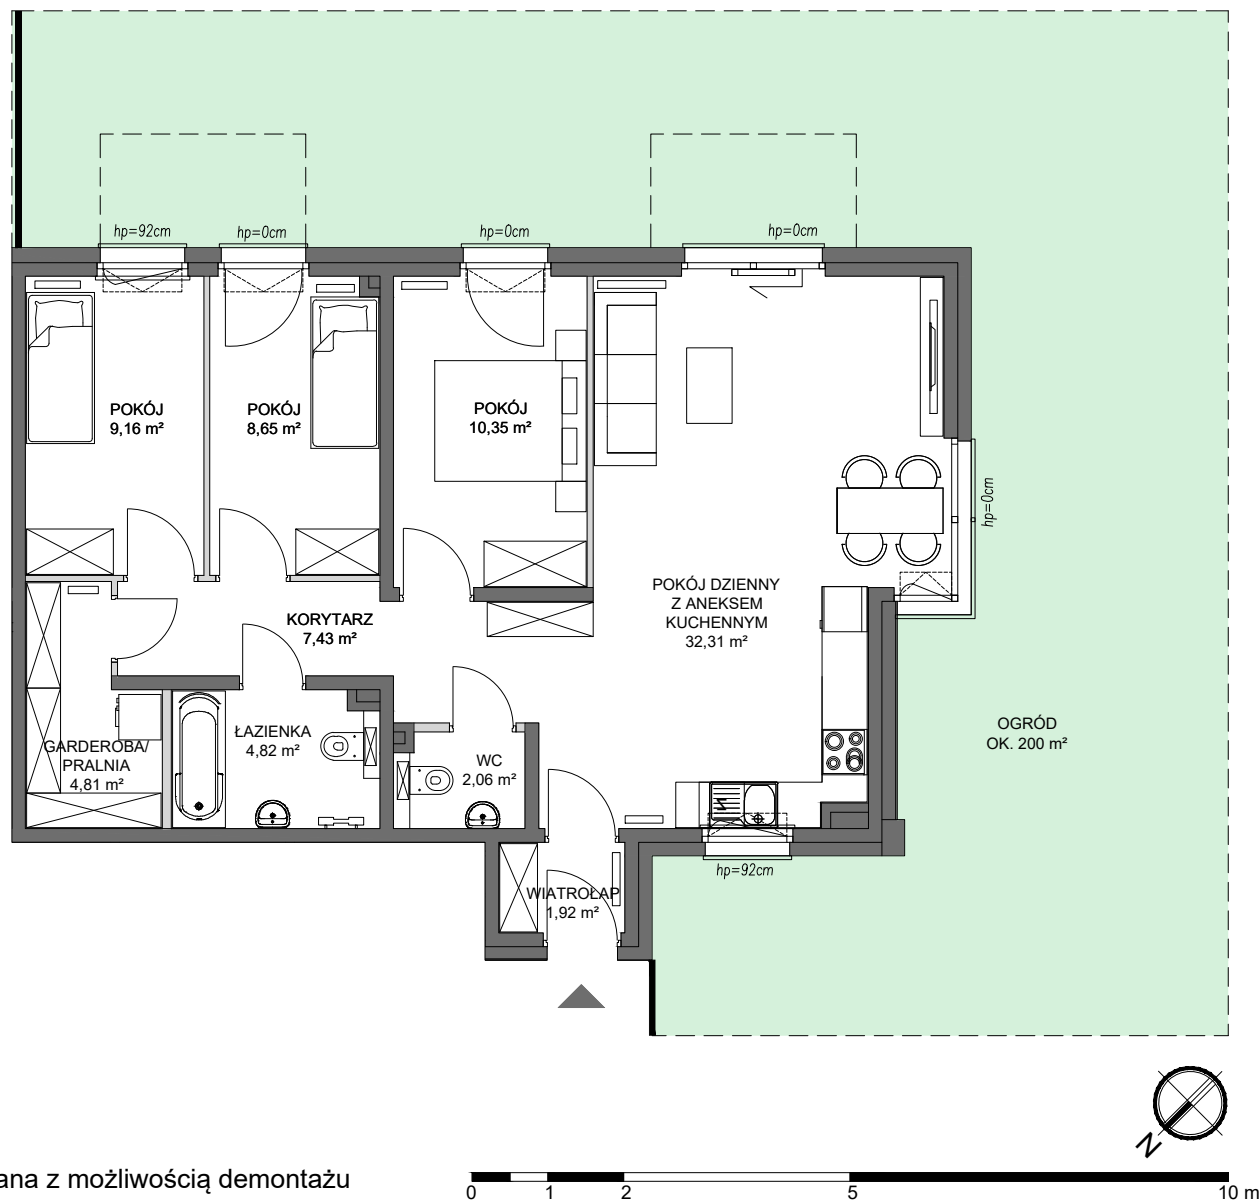 hp=92cm
hp=0cm
hp=0cm
hp=0cm
POKÓJ
9,16 m²
POKÓJ
8,65 m²
POKÓJ
10,35 m²
hp=0cm
POKÓJ DZIENNY
Z ANEKSEM
KUCHENNYM
32,31 m²
KORYTARZ
7,43 m²
GARDEROBA/
PRALNIA
4,81 m²
ŁAZIENKA
4,82 m²
WC
2,06 m²
OGRÓD
OK. 200 m²
hp=92cm
WIATROŁAP
1,92 m²
N
ana z możliwością demontażu
0 1 2 5 10 m